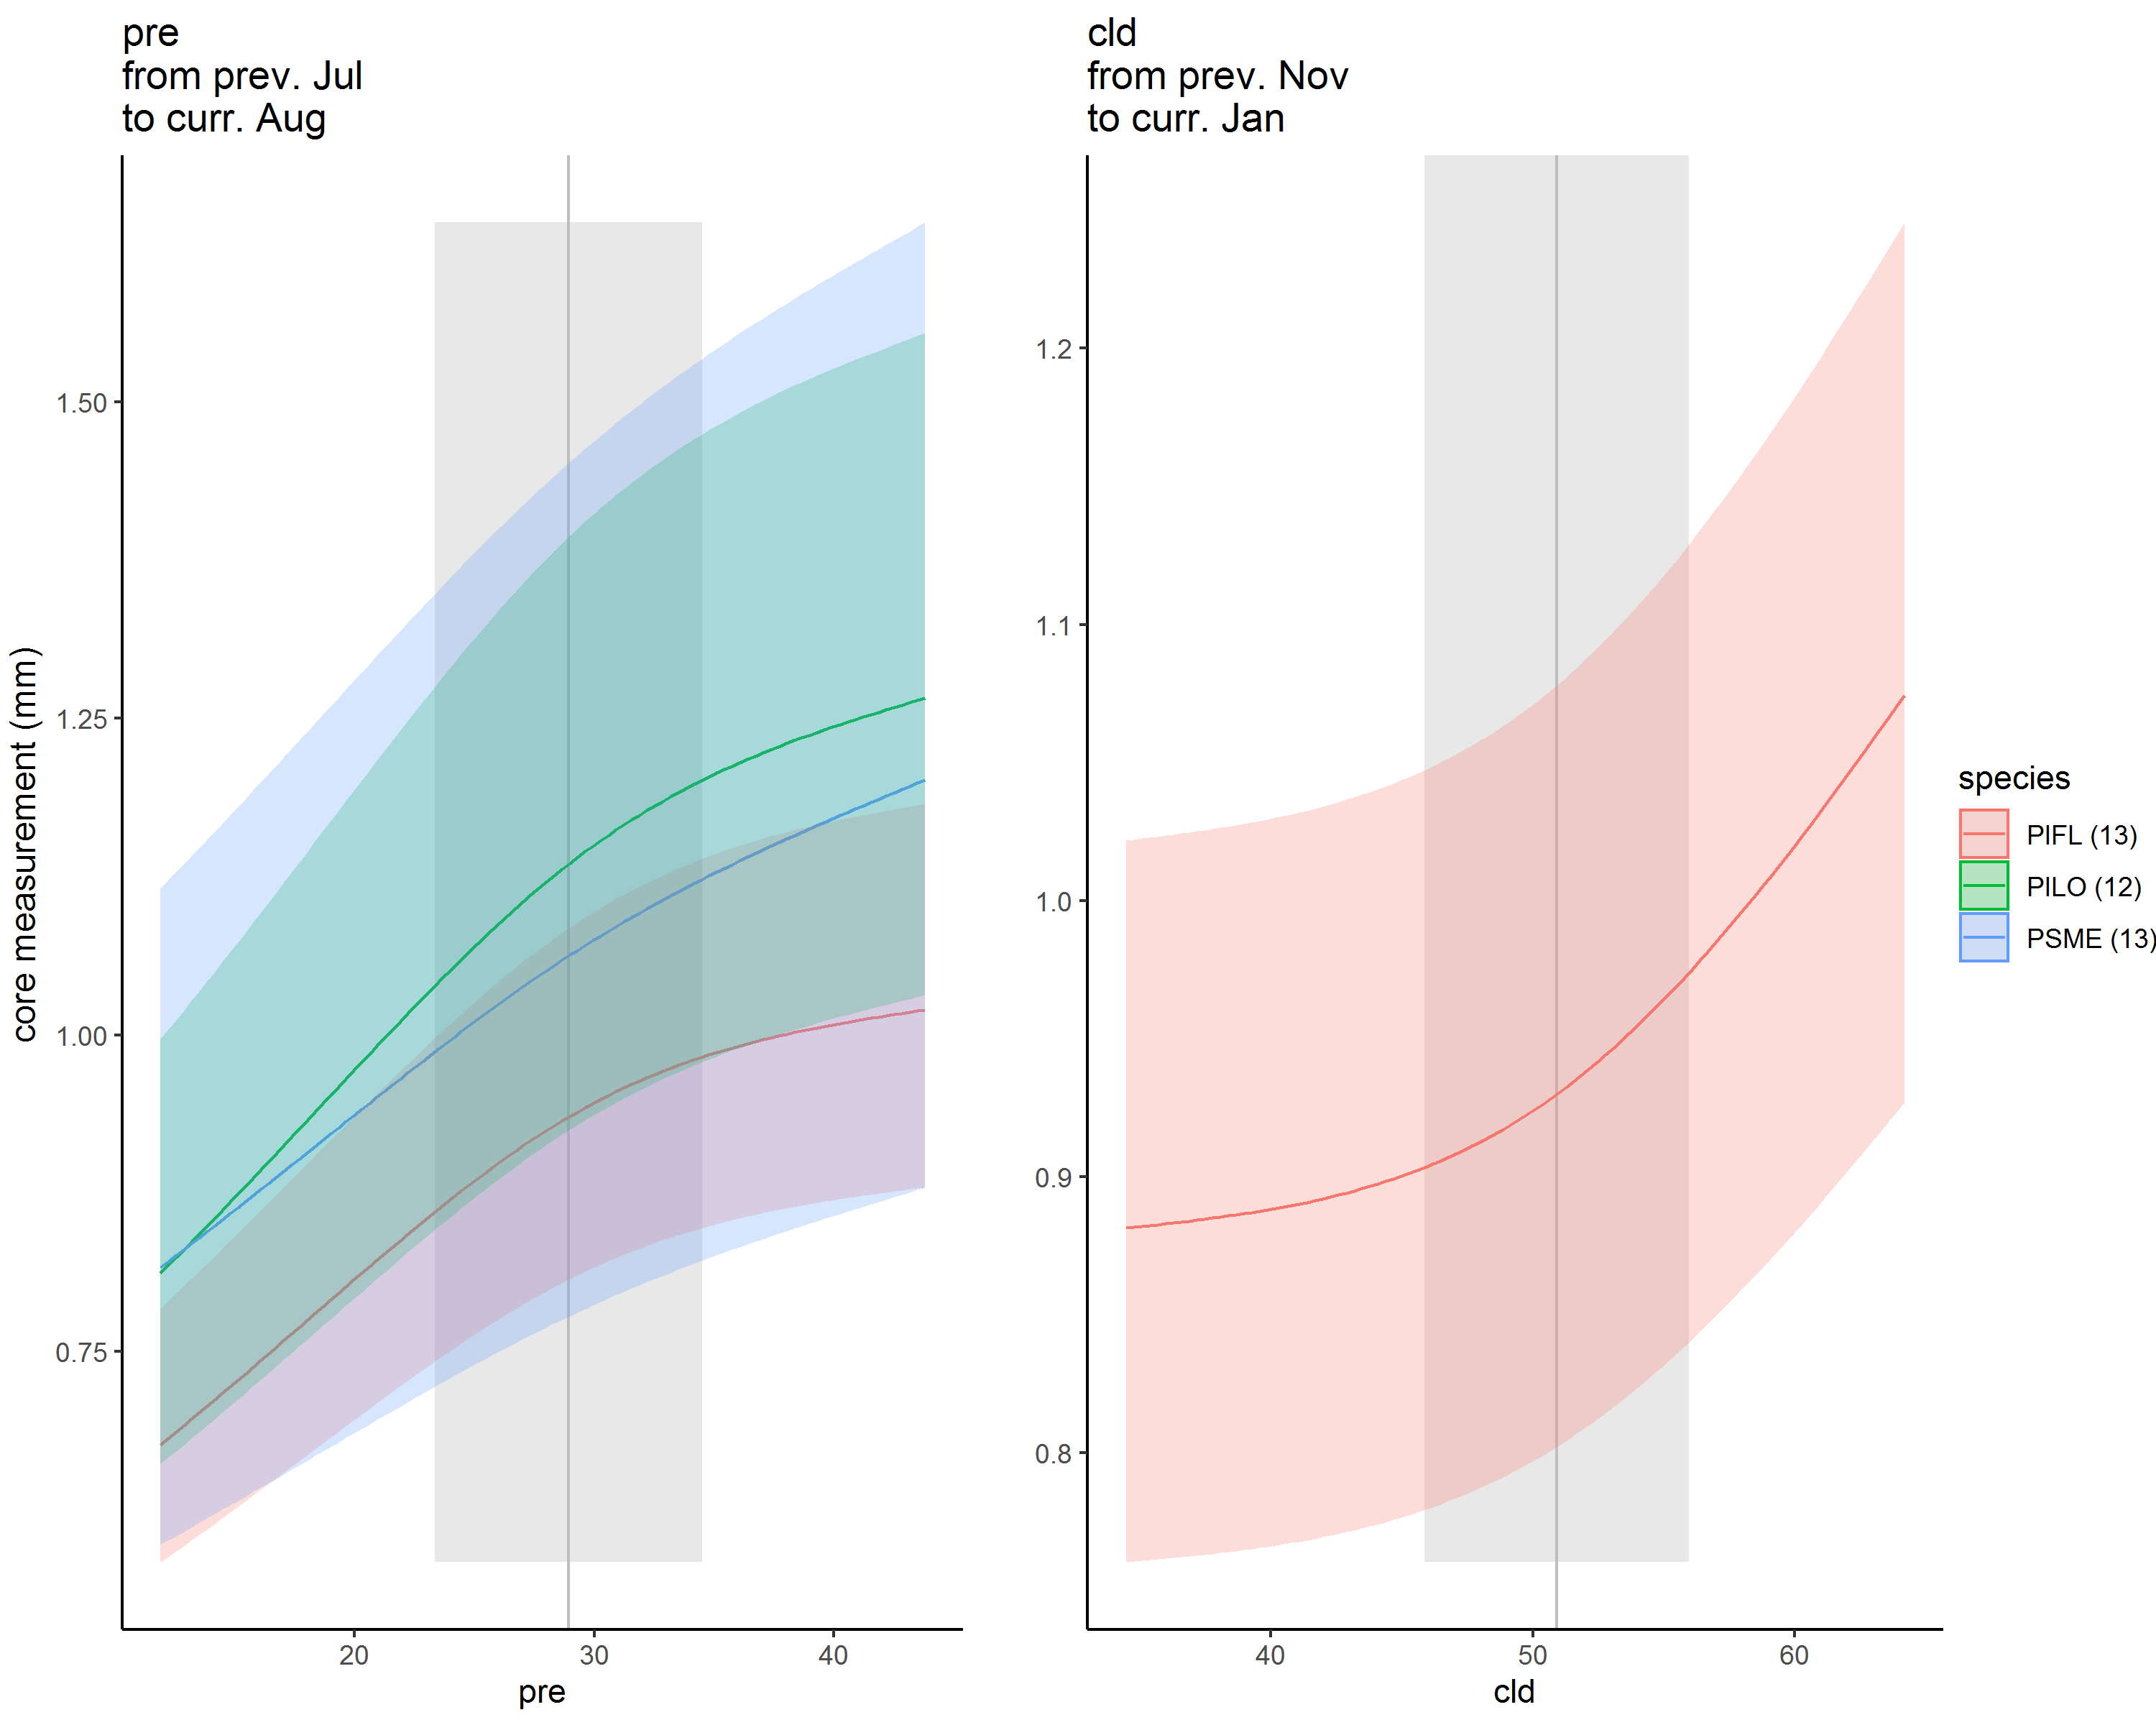 pre
from prev. Jul
to curr. Aug
cld
from prev. Nov
to curr. Jan
core measurement (mm)
1.50
1.25
1.00
0.75
20 30 40
pre
1.2
1.1
1.0
0.9
0.8
40 50 60
cld
species
PIFL (13)
PILO (12)
PSME (13)